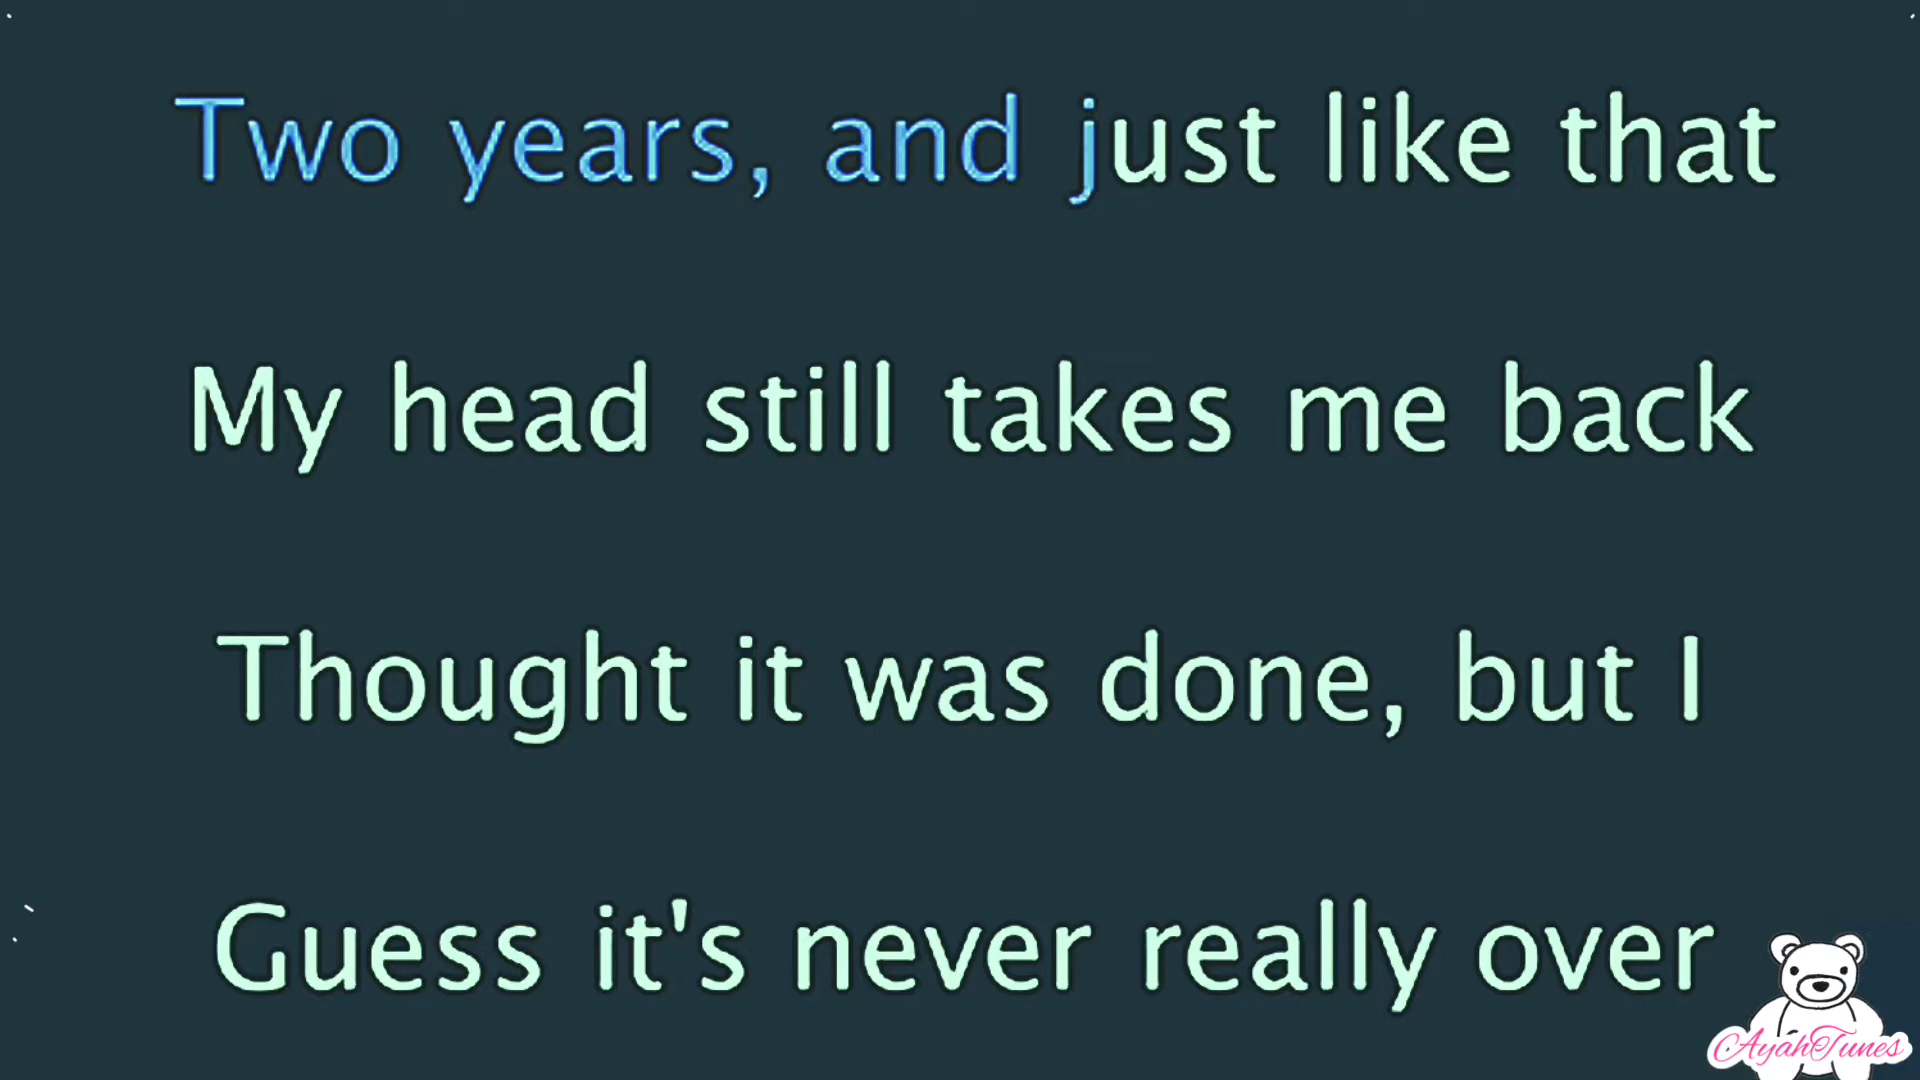 Two years, and just like that
My head still takes me back
Thought it was done, but I
Guess it's never really over
AyahTunes